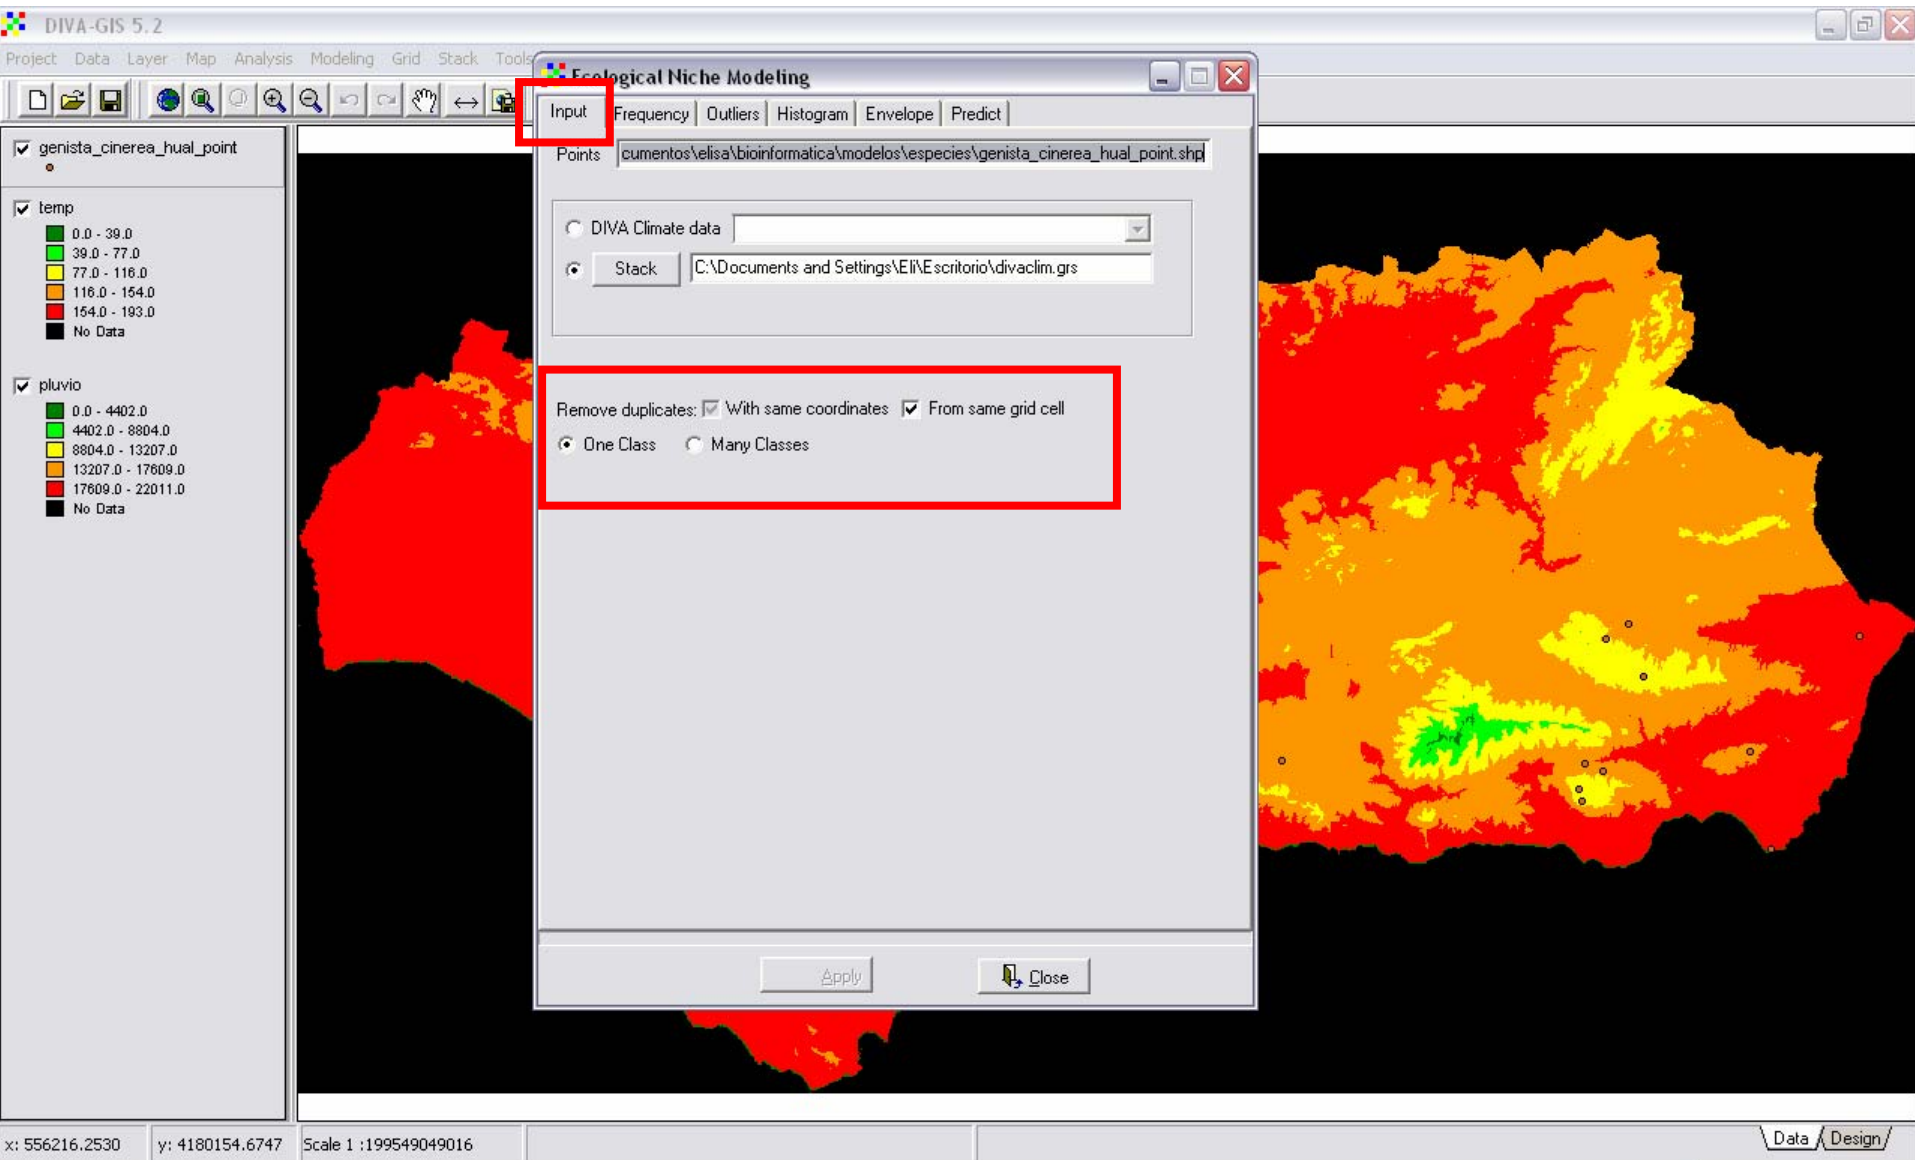 DIVA-GIS 5.2
Project Data Layer Map Analysis Modeling Grid Stack Tools
Ecological Niche Modeling
Input Frequency Outliers Histogram Envelope Predict
Points cumentos\elisa\bioinformatica\modelos\especies\genista_cinerea_hual_point.shp
DIVA Climate data
Stack C:\Documents and Settings\Eli\Escritorio\divaclim.grs
Remove duplicates: With same coordinates From same grid cell
One Class Many Classes
Apply Close
genista_cinerea_hual_point
temp
0.0 - 39.0
39.0 - 77.0
77.0 - 116.0
116.0 - 154.0
154.0 - 193.0
No Data
pluvio
0.0 - 4402.0
4402.0 - 8804.0
8804.0 - 13207.0
13207.0 - 17609.0
17609.0 - 22011.0
No Data
x: 556216.2530 y: 4180154.6747 Scale 1 :199549049016
Data Design